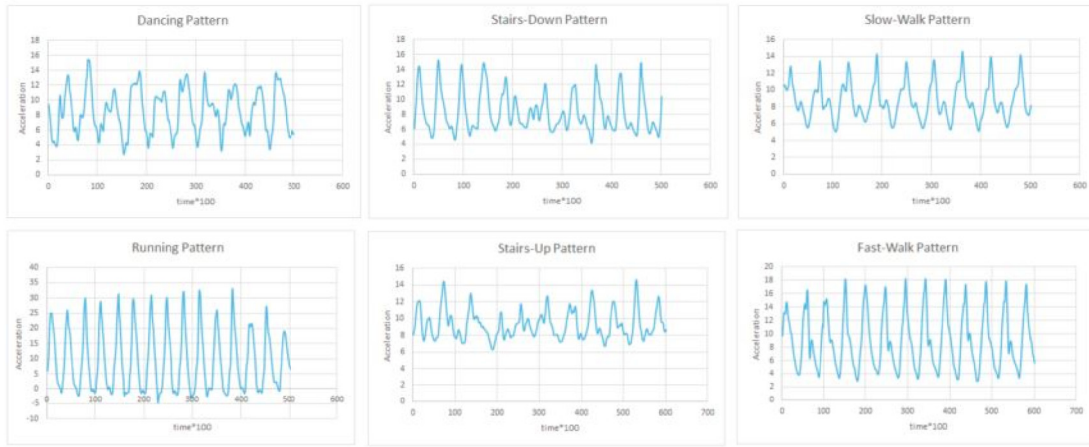 Dancing Pattern
18
16
14
12
10
8
6
4
2
0
Acceleration
0 100 200 300 400 500 600
time*100
Stairs-Down Pattern
16
14
12
10
8
6
4
2
0
Acceleration
0 100 200 300 400 500 600
time*100
Slow-Walk Pattern
16
14
12
10
8
6
4
2
0
Acceleration
0 100 200 300 400 500 600
time*100
Running Pattern
40
35
30
25
20
15
10
5
0
-5
-10
Acceleration
0 100 200 300 400 500 600
time*100
Stairs-Up Pattern
16
14
12
10
8
6
4
2
0
Acceleration
0 100 200 300 400 500 600 700
time*100
Fast-Walk Pattern
20
18
16
14
12
10
8
6
4
2
0
Acceleration
0 100 200 300 400 500 600 700
time*100